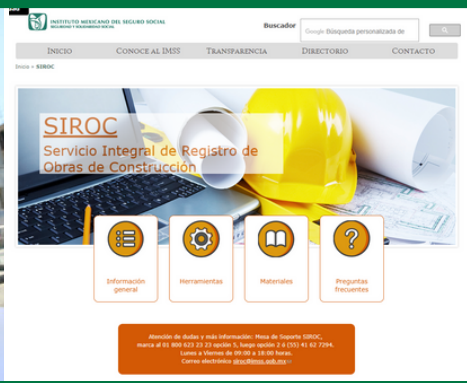 INSTITUTO MEXICANO DEL SEGURO SOCIAL
SEGURIDAD Y SOLIDARIDAD SOCIAL
Buscador
Google Búsqueda personalizada de
INICIO CONOCE AL IMSS TRANSPARENCIA DIRECTORIO CONTACTO
Inicio » SIROC
SIROC
Servicio Integral de Registro de
Obras de Construcción
Información general
Herramientas
Materiales
Preguntas frecuentes
Atención de dudas y más información: Mesa de Soporte SIROC,
marca al 01 800 623 23 23 opción 5, luego opción 2 ó (55) 41 62 7294.
Lunes a Viernes de 09:00 a 18:00 horas.
Correo electrónico siroc@imss.gob.mx